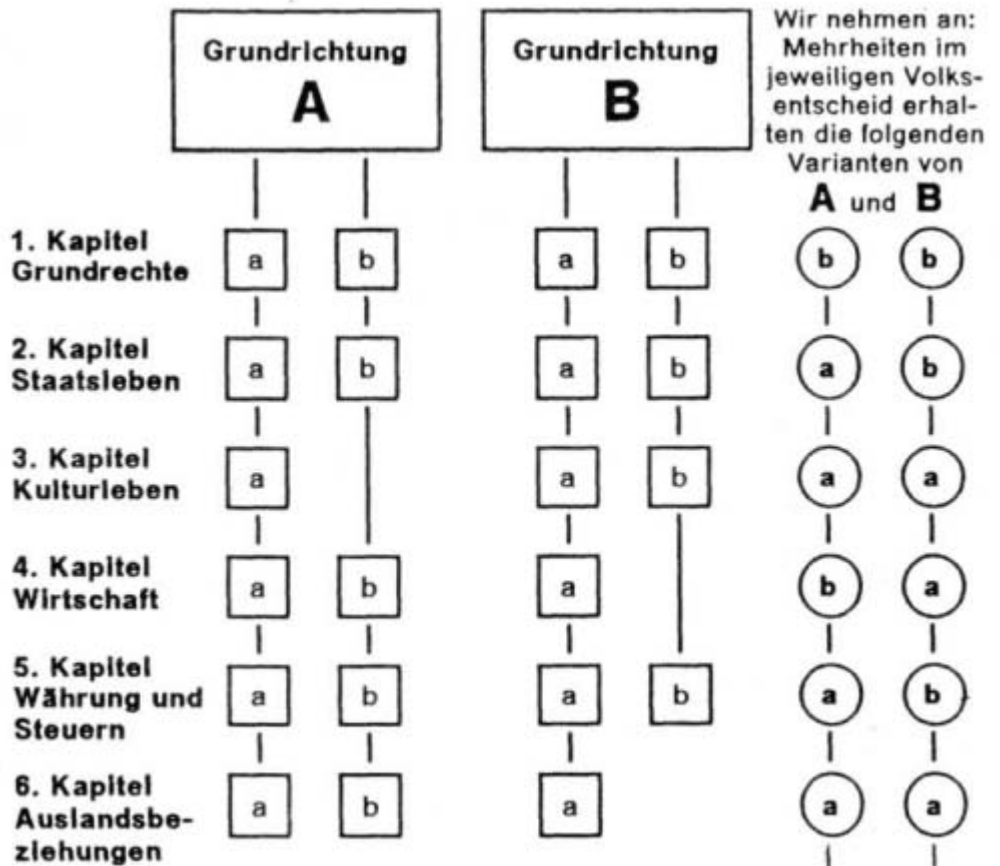 Grundrichtung
A
Grundrichtung
B
Wir nehmen an:
Mehrheiten im
jeweiligen Volks-
entscheid erhal-
ten die folgenden
Varianten von
A und B
1. Kapitel
Grundrechte
a b a b b b
2. Kapitel
Staatsleben
a b a b a b
3. Kapitel
Kulturleben
a a b a a
4. Kapitel
Wirtschaft
a b a b a
5. Kapitel
Währung und
Steuern
a b a b a b
6. Kapitel
Auslandsbe-
ziehungen
a b a a a